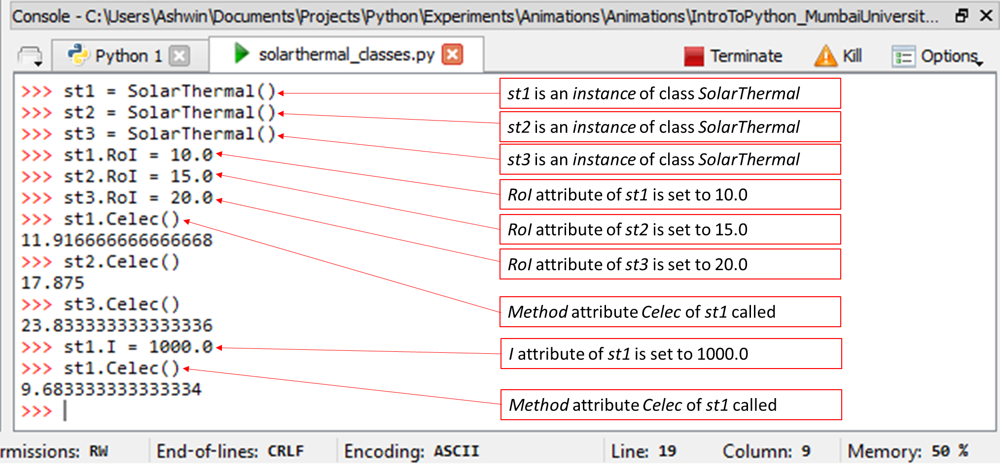 Console - C:\Users\Ashwin\Documents\Projects\Python\Experiments\Animations\Animations\IntroToPython_MumbaiUniversit...
Python 1
solarthermal_classes.py
Terminate
Kill
Options
>>> st1 = SolarThermal()
st1 is an instance of class SolarThermal
>>> st2 = SolarThermal()
st2 is an instance of class SolarThermal
>>> st3 = SolarThermal()
st3 is an instance of class SolarThermal
>>> st1.RoI = 10.0
RoI attribute of st1 is set to 10.0
>>> st2.RoI = 15.0
RoI attribute of st2 is set to 15.0
>>> st3.RoI = 20.0
RoI attribute of st3 is set to 20.0
>>> st1.Celec()
Method attribute Celec of st1 called
11.916666666666668
>>> st2.Celec()
17.875
>>> st3.Celec()
23.833333333333336
>>> st1.I = 1000.0
I attribute of st1 is set to 1000.0
>>> st1.Celec()
Method attribute Celec of st1 called
9.683333333333334
>>>
rmissions: RW
End-of-lines: CRLF
Encoding: ASCII
Line: 19
Column: 9
Memory: 50 %